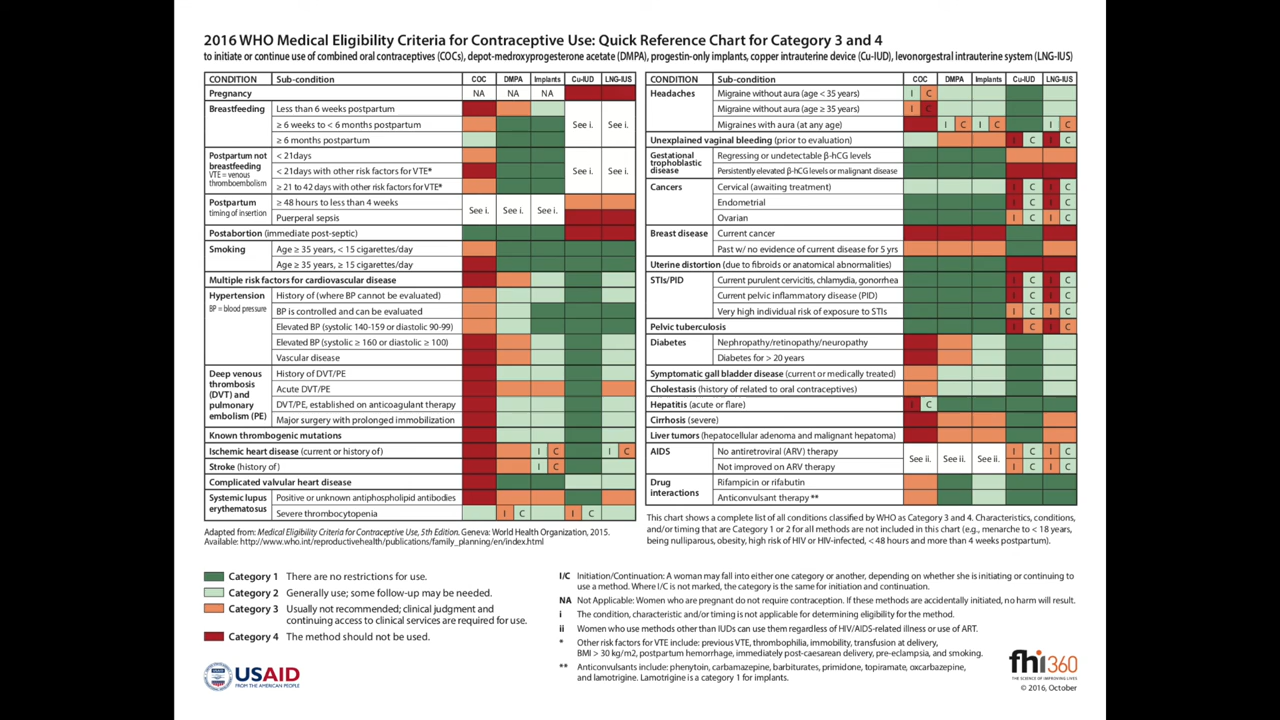 2016 WHO Medical Eligibility Criteria for Contraceptive Use: Quick Reference Chart for Category 3 and 4
to initiate or continue use of combined oral contraceptives (COCs), depot-medroxyprogesterone acetate (DMPA), progestin-only implants, copper intrauterine device (Cu-IUD), levonorgestral intrauterine system (LNG-IUS)
CONDITION Sub-condition COC DMPA Implants Cu-IUD LNG-IUS
Pregnancy NA NA NA
Breastfeeding Less than 6 weeks postpartum
≥ 6 weeks to < 6 months postpartum See i. See i.
≥ 6 months postpartum
Postpartum not breastfeeding VTE = venous thromboembolism < 21days
< 21days with other risk factors for VTE* See i. See i.
≥ 21 to 42 days with other risk factors for VTE*
Postpartum timing of insertion ≥ 48 hours to less than 4 weeks See i. See i. See i.
Puerperal sepsis
Postabortion (immediate post-septic)
Smoking Age ≥ 35 years, < 15 cigarettes/day
Age ≥ 35 years, ≥ 15 cigarettes/day
Multiple risk factors for cardiovascular disease
Hypertension BP = blood pressure History of (where BP cannot be evaluated)
BP is controlled and can be evaluated
Elevated BP (systolic 140-159 or diastolic 90-99)
Elevated BP (systolic ≥ 160 or diastolic ≥ 100)
Vascular disease
Deep venous thrombosis (DVT) and pulmonary embolism (PE) History of DVT/PE
Acute DVT/PE
DVT/PE, established on anticoagulant therapy
Major surgery with prolonged immobilization
Known thrombogenic mutations
Ischemic heart disease (current or history of) I C I C
Stroke (history of) I C
Complicated valvular heart disease
Systemic lupus erythematosus Positive or unknown antiphospholipid antibodies
Severe thrombocytopenia I C I C
Adapted from: Medical Eligibility Criteria for Contraceptive Use, 5th Edition. Geneva: World Health Organization, 2015.
Available: http://www.who.int/reproductivehealth/publications/family_planning/en/index.html
CONDITION Sub-condition COC DMPA Implants Cu-IUD LNG-IUS
Headaches Migraine without aura (age < 35 years) I C
Migraine without aura (age ≥ 35 years) I C
Migraines with aura (at any age) I C I C I C
Unexplained vaginal bleeding (prior to evaluation) I C I C
Gestational trophoblastic disease Regressing or undetectable β-hCG levels
Persistently elevated β-hCG levels or malignant disease
Cancers Cervical (awaiting treatment) I C I C
Endometrial I C I C
Ovarian I C I C
Breast disease Current cancer
Past w/ no evidence of current disease for 5 yrs
Uterine distortion (due to fibroids or anatomical abnormalities)
STIs/PID Current purulent cervicitis, chlamydia, gonorrhea I C I C
Current pelvic inflammatory disease (PID) I C I C
Very high individual risk of exposure to STIs I C I C
Pelvic tuberculosis I C I C
Diabetes Nephropathy/retinopathy/neuropathy
Diabetes for > 20 years
Symptomatic gall bladder disease (current or medically treated)
Cholestasis (history of related to oral contraceptives)
Hepatitis (acute or flare) I C
Cirrhosis (severe)
Liver tumors (hepatocellular adenoma and malignant hepatoma)
AIDS No antiretroviral (ARV) therapy See ii. See ii. See ii. I C I C
Not improved on ARV therapy I C I C
Drug interactions Rifampicin or rifabutin
Anticonvulsant therapy **
This chart shows a complete list of all conditions classified by WHO as Category 3 and 4. Characteristics, conditions,
and/or timing that are Category 1 or 2 for all methods are not included in this chart (e.g., menarche to < 18 years,
being nulliparous, obesity, high risk of HIV or HIV-infected, < 48 hours and more than 4 weeks postpartum).
Category 1 There are no restrictions for use.
Category 2 Generally use; some follow-up may be needed.
Category 3 Usually not recommended; clinical judgment and
continuing access to clinical services are required for use.
Category 4 The method should not be used.
I/C Initiation/Continuation: A woman may fall into either one category or another, depending on whether she is initiating or continuing to
use a method. Where I/C is not marked, the category is the same for initiation and continuation.
NA Not Applicable: Women who are pregnant do not require contraception. If these methods are accidentally initiated, no harm will result.
i The condition, characteristic and/or timing is not applicable for determining eligibility for the method.
ii Women who use methods other than IUDs can use them regardless of HIV/AIDS-related illness or use of ART.
* Other risk factors for VTE include: previous VTE, thrombophilia, immobility, transfusion at delivery,
BMI > 30 kg/m2, postpartum hemorrhage, immediately post-caesarean delivery, pre-eclampsia, and smoking.
** Anticonvulsants include: phenytoin, carbamazepine, barbiturates, primidone, topiramate, oxcarbazepine,
and lamotrigine. Lamotrigine is a category 1 for implants.
USAID
FROM THE AMERICAN PEOPLE
fhi360
THE SCIENCE OF IMPROVING LIVES
© 2016, October